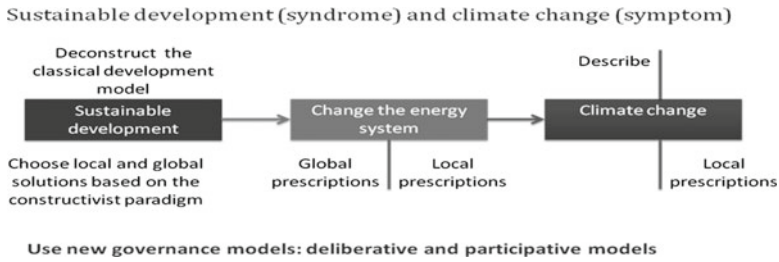 Sustainable development (syndrome) and climate change (symptom)
Deconstruct the
classical development
model
Sustainable
development
Choose local and global
solutions based on the
constructivist paradigm
Change the energy
system
Global
prescriptions
Local
prescriptions
Describe
Climate change
Local
prescriptions
Use new governance models: deliberative and participative models